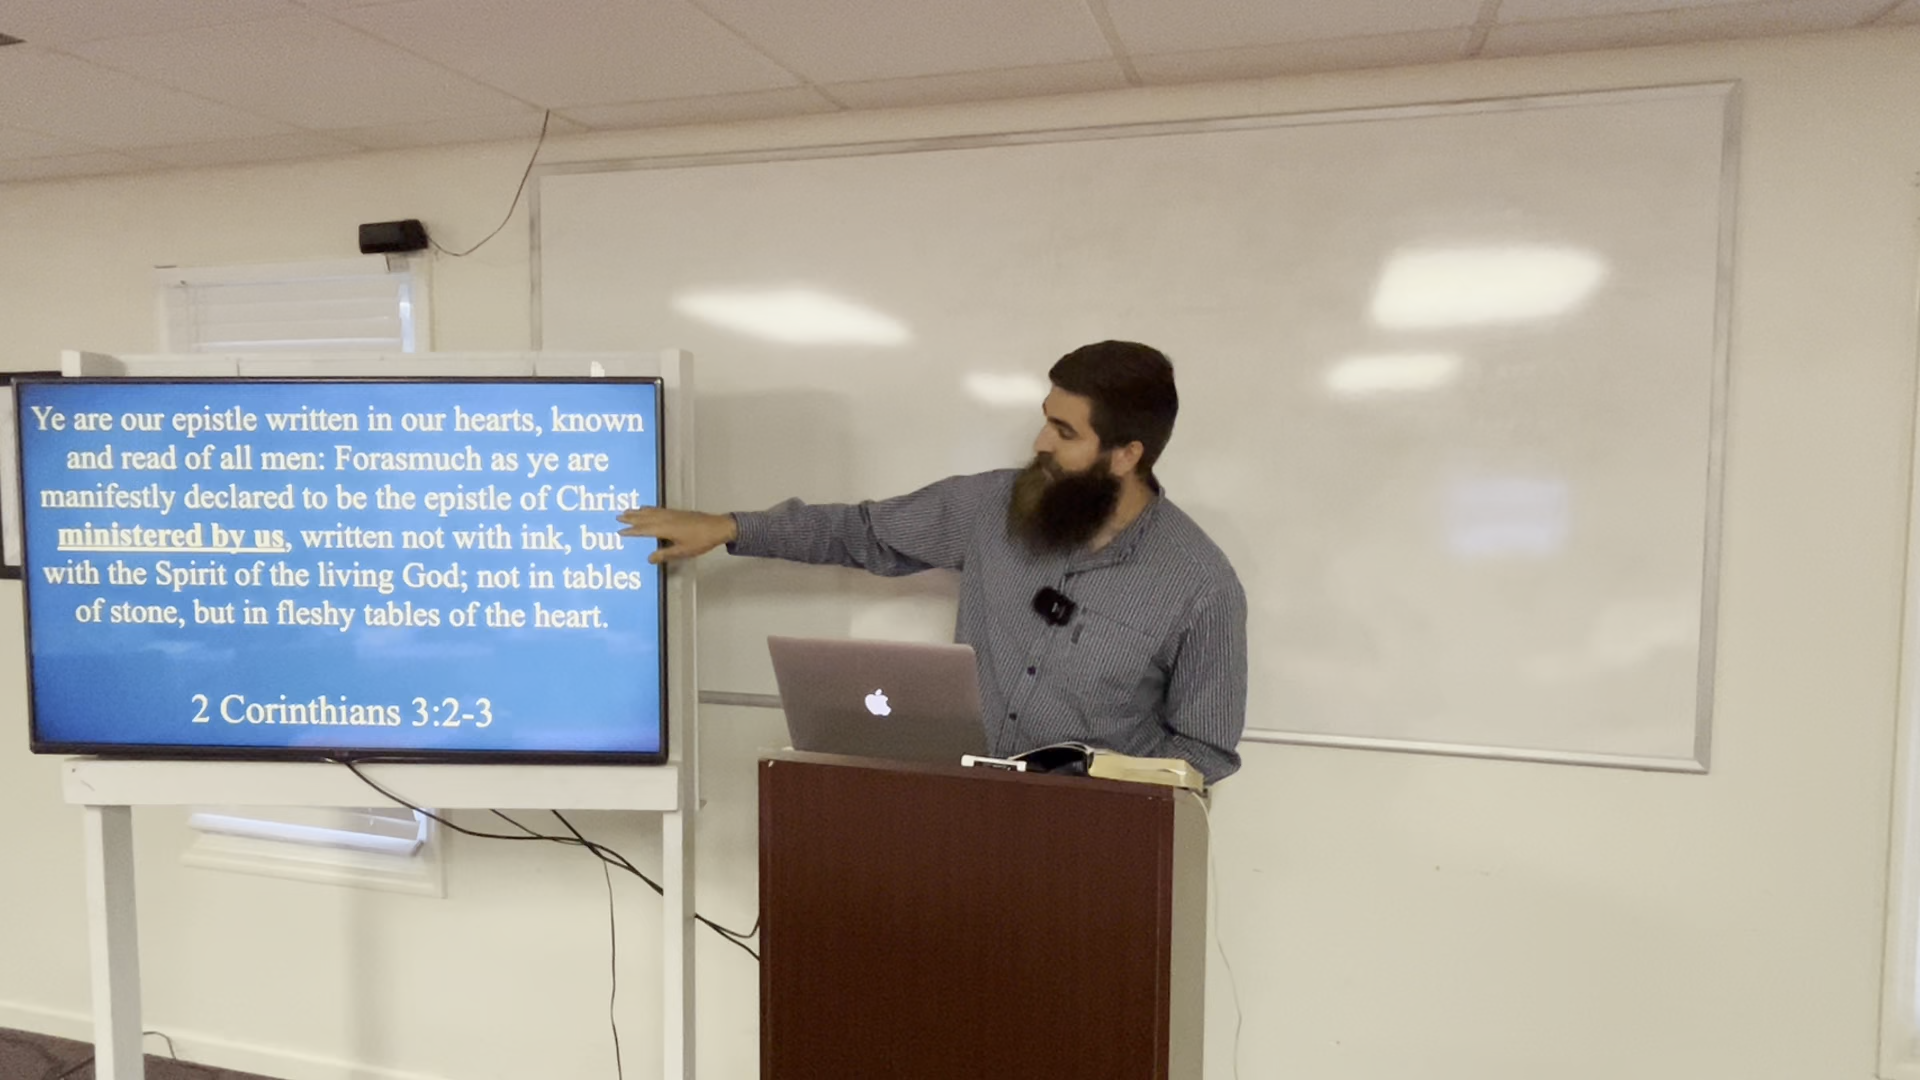 Ye are our epistle written in our hearts, known
and read of all men: Forasmuch as ye are
manifestly declared to be the epistle of Christ
ministered by us, written not with ink, but
with the Spirit of the living God; not in tables
of stone, but in fleshy tables of the heart.
2 Corinthians 3:2-3